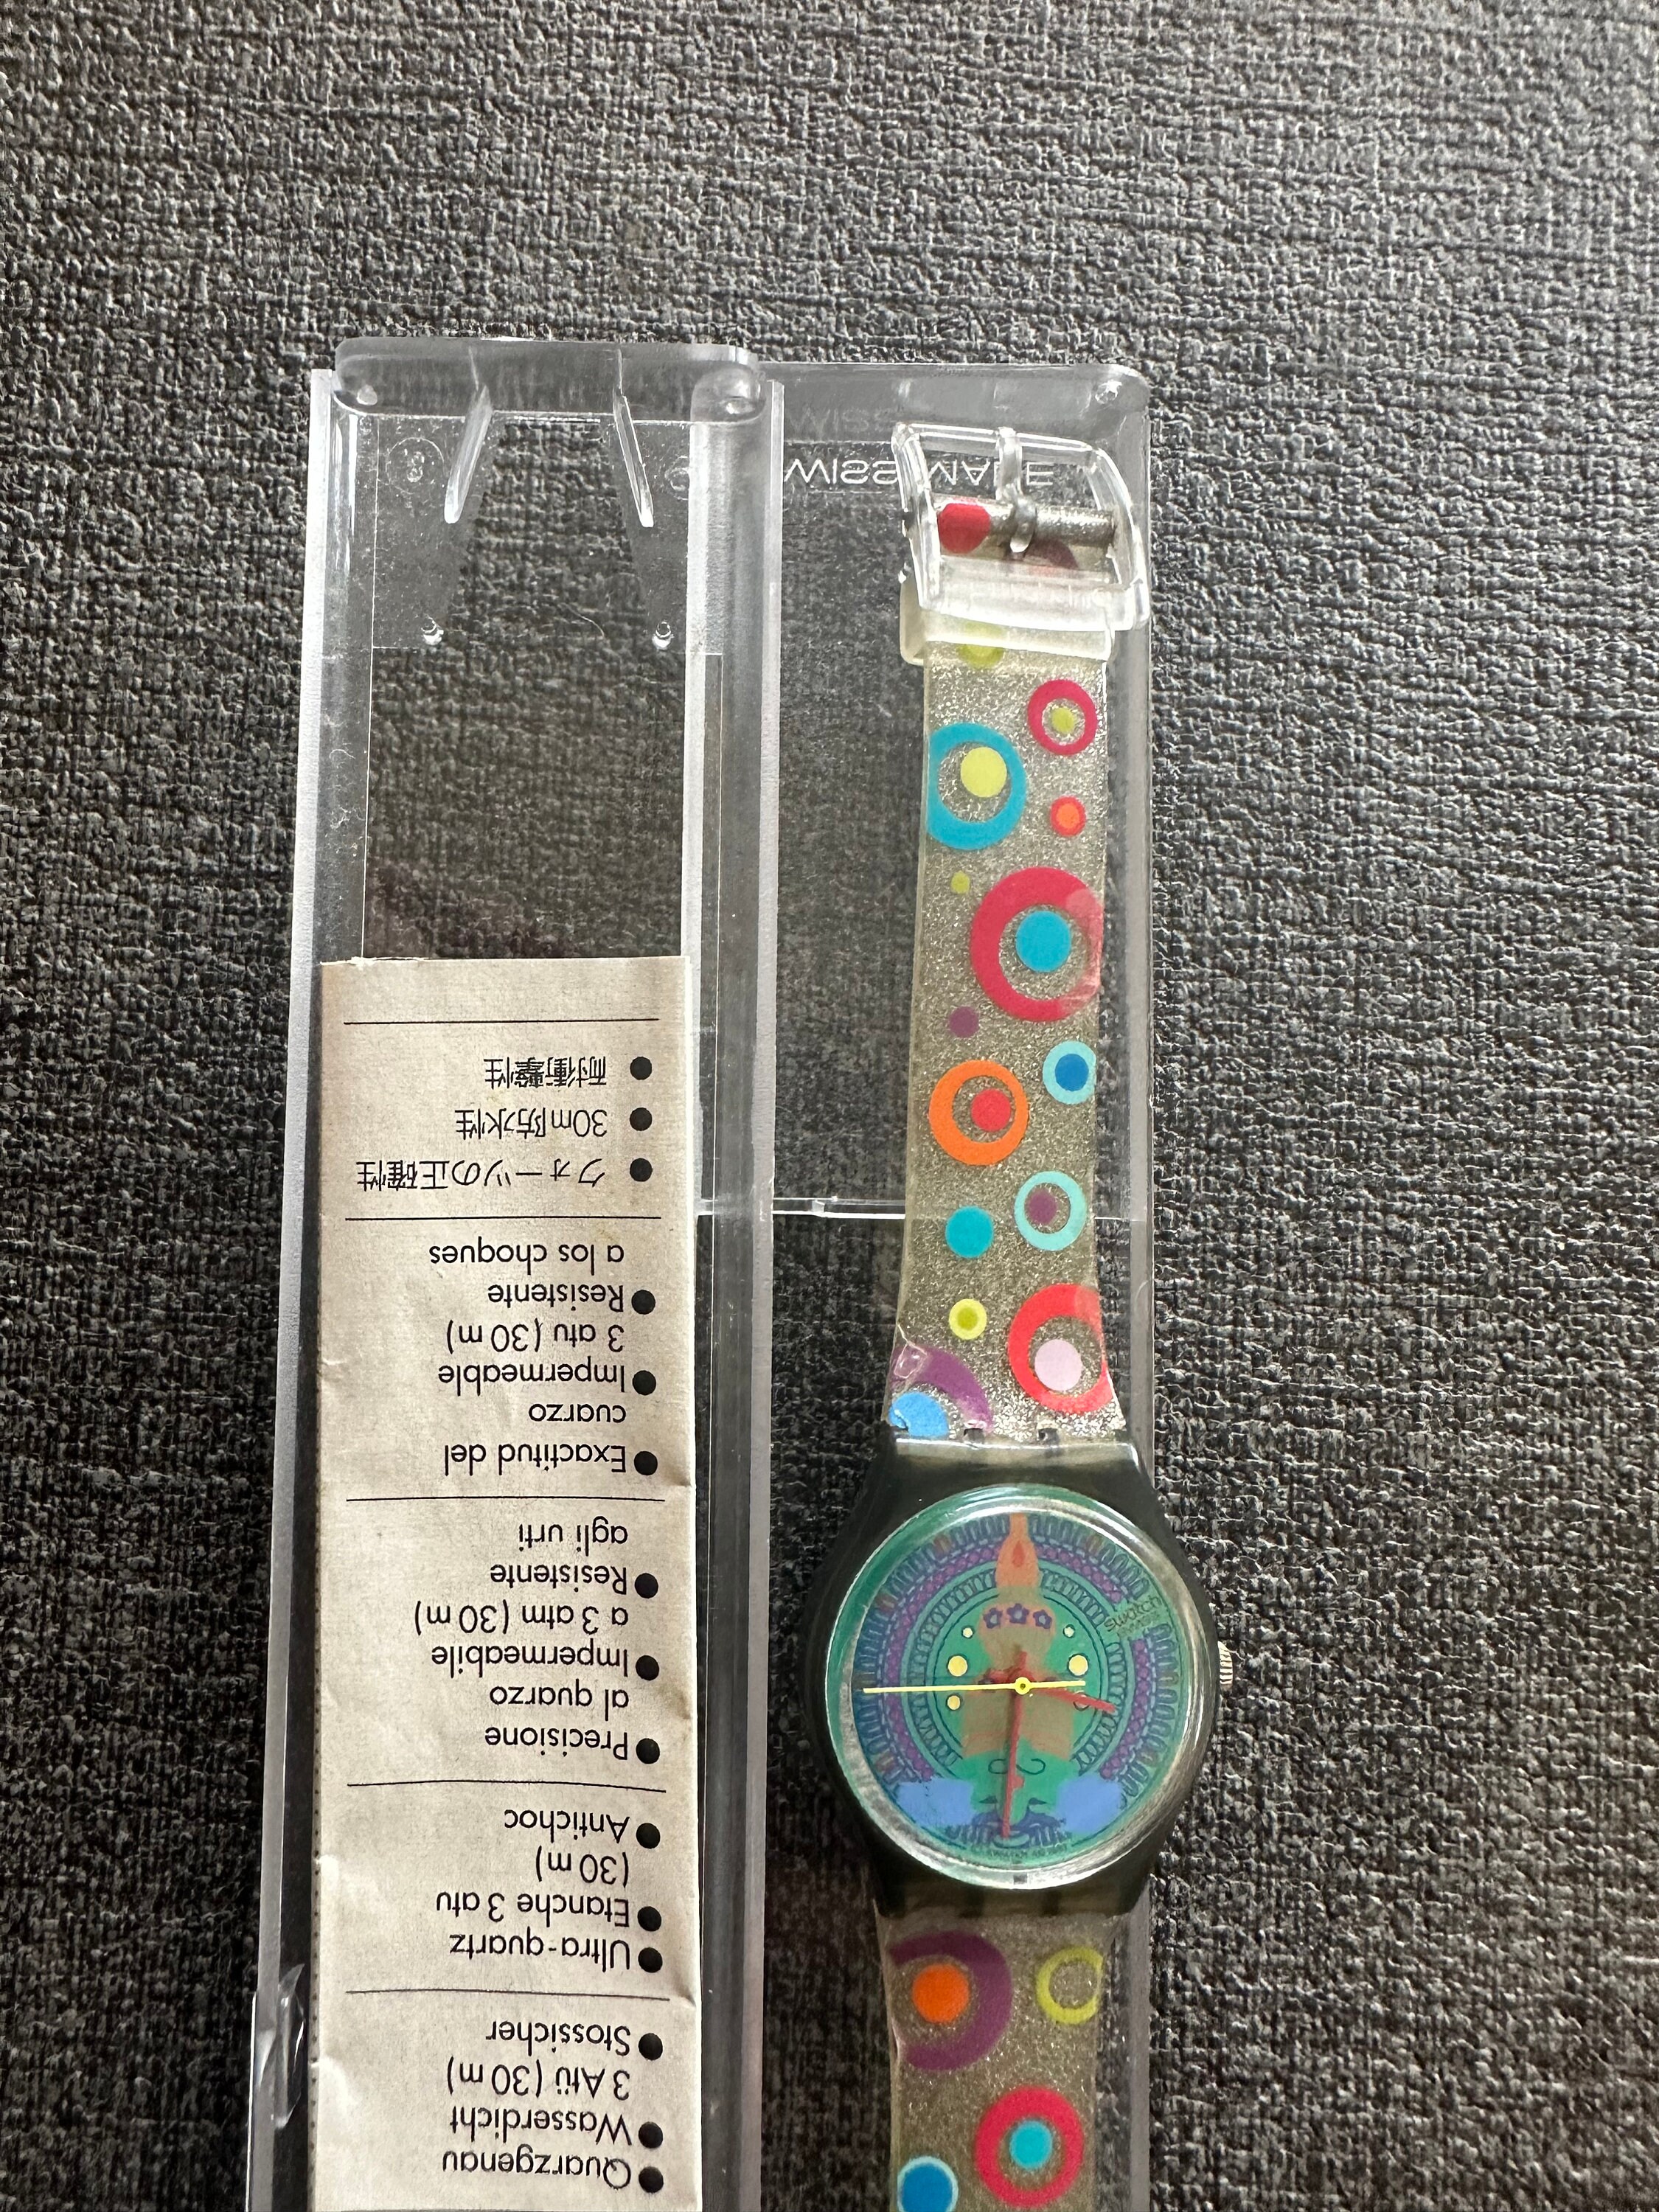 SWISS MADE
swatch
Quarzgenau
Wasserdicht
3 Atü (30 m)
Stossicher
Ultra-quartz
Etanche 3 atu
(30 m)
Antichoc
Precisione
al quarzo
Impermeabile
a 3 atm (30 m)
Resistente
agli urti
Exactitud del
cuarzo
Impermeable
3 atu (30 m)
Resistente
a los choques
クォーツの正確性
30m防水性
耐衝撃性